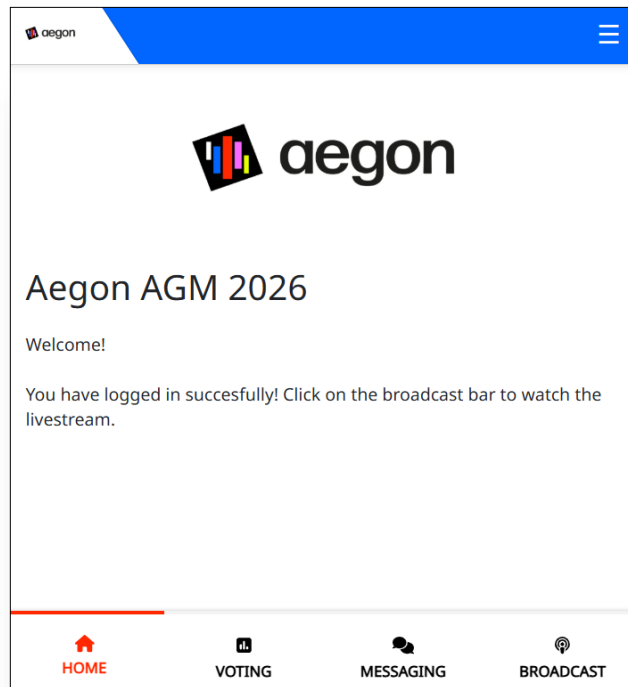 aegon
aegon
Aegon AGM 2026
Welcome!
You have logged in succesfully! Click on the broadcast bar to watch the
livestream.
HOME
VOTING
MESSAGING
BROADCAST